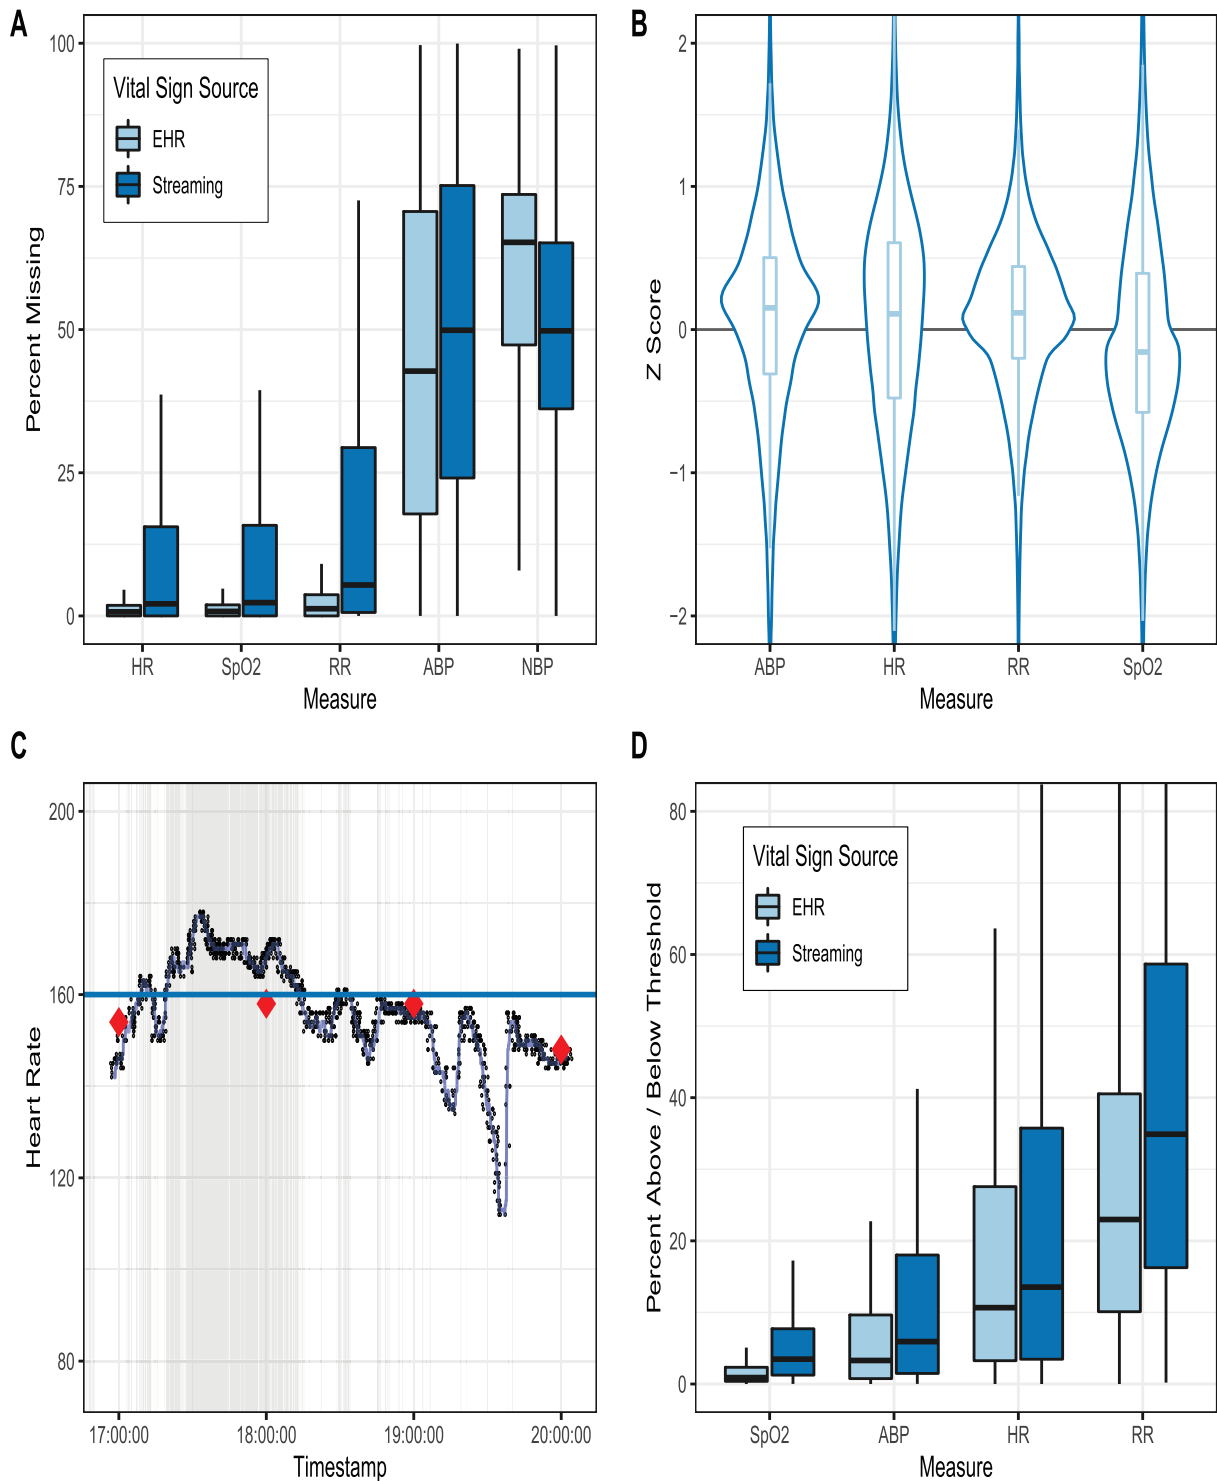 A
Percent Missing
100
75
50
25
0
Vital Sign Source
EHR
Streaming
HR SpO2 RR ABP NBP
Measure
B
Z Score
2
1
0
−1
−2
ABP HR RR SpO2
Measure
C
Heart Rate
200
160
120
80
17:00:00 18:00:00 19:00:00 20:00:00
Timestamp
D
Percent Above / Below Threshold
80
60
40
20
0
Vital Sign Source
EHR
Streaming
SpO2 ABP HR RR
Measure